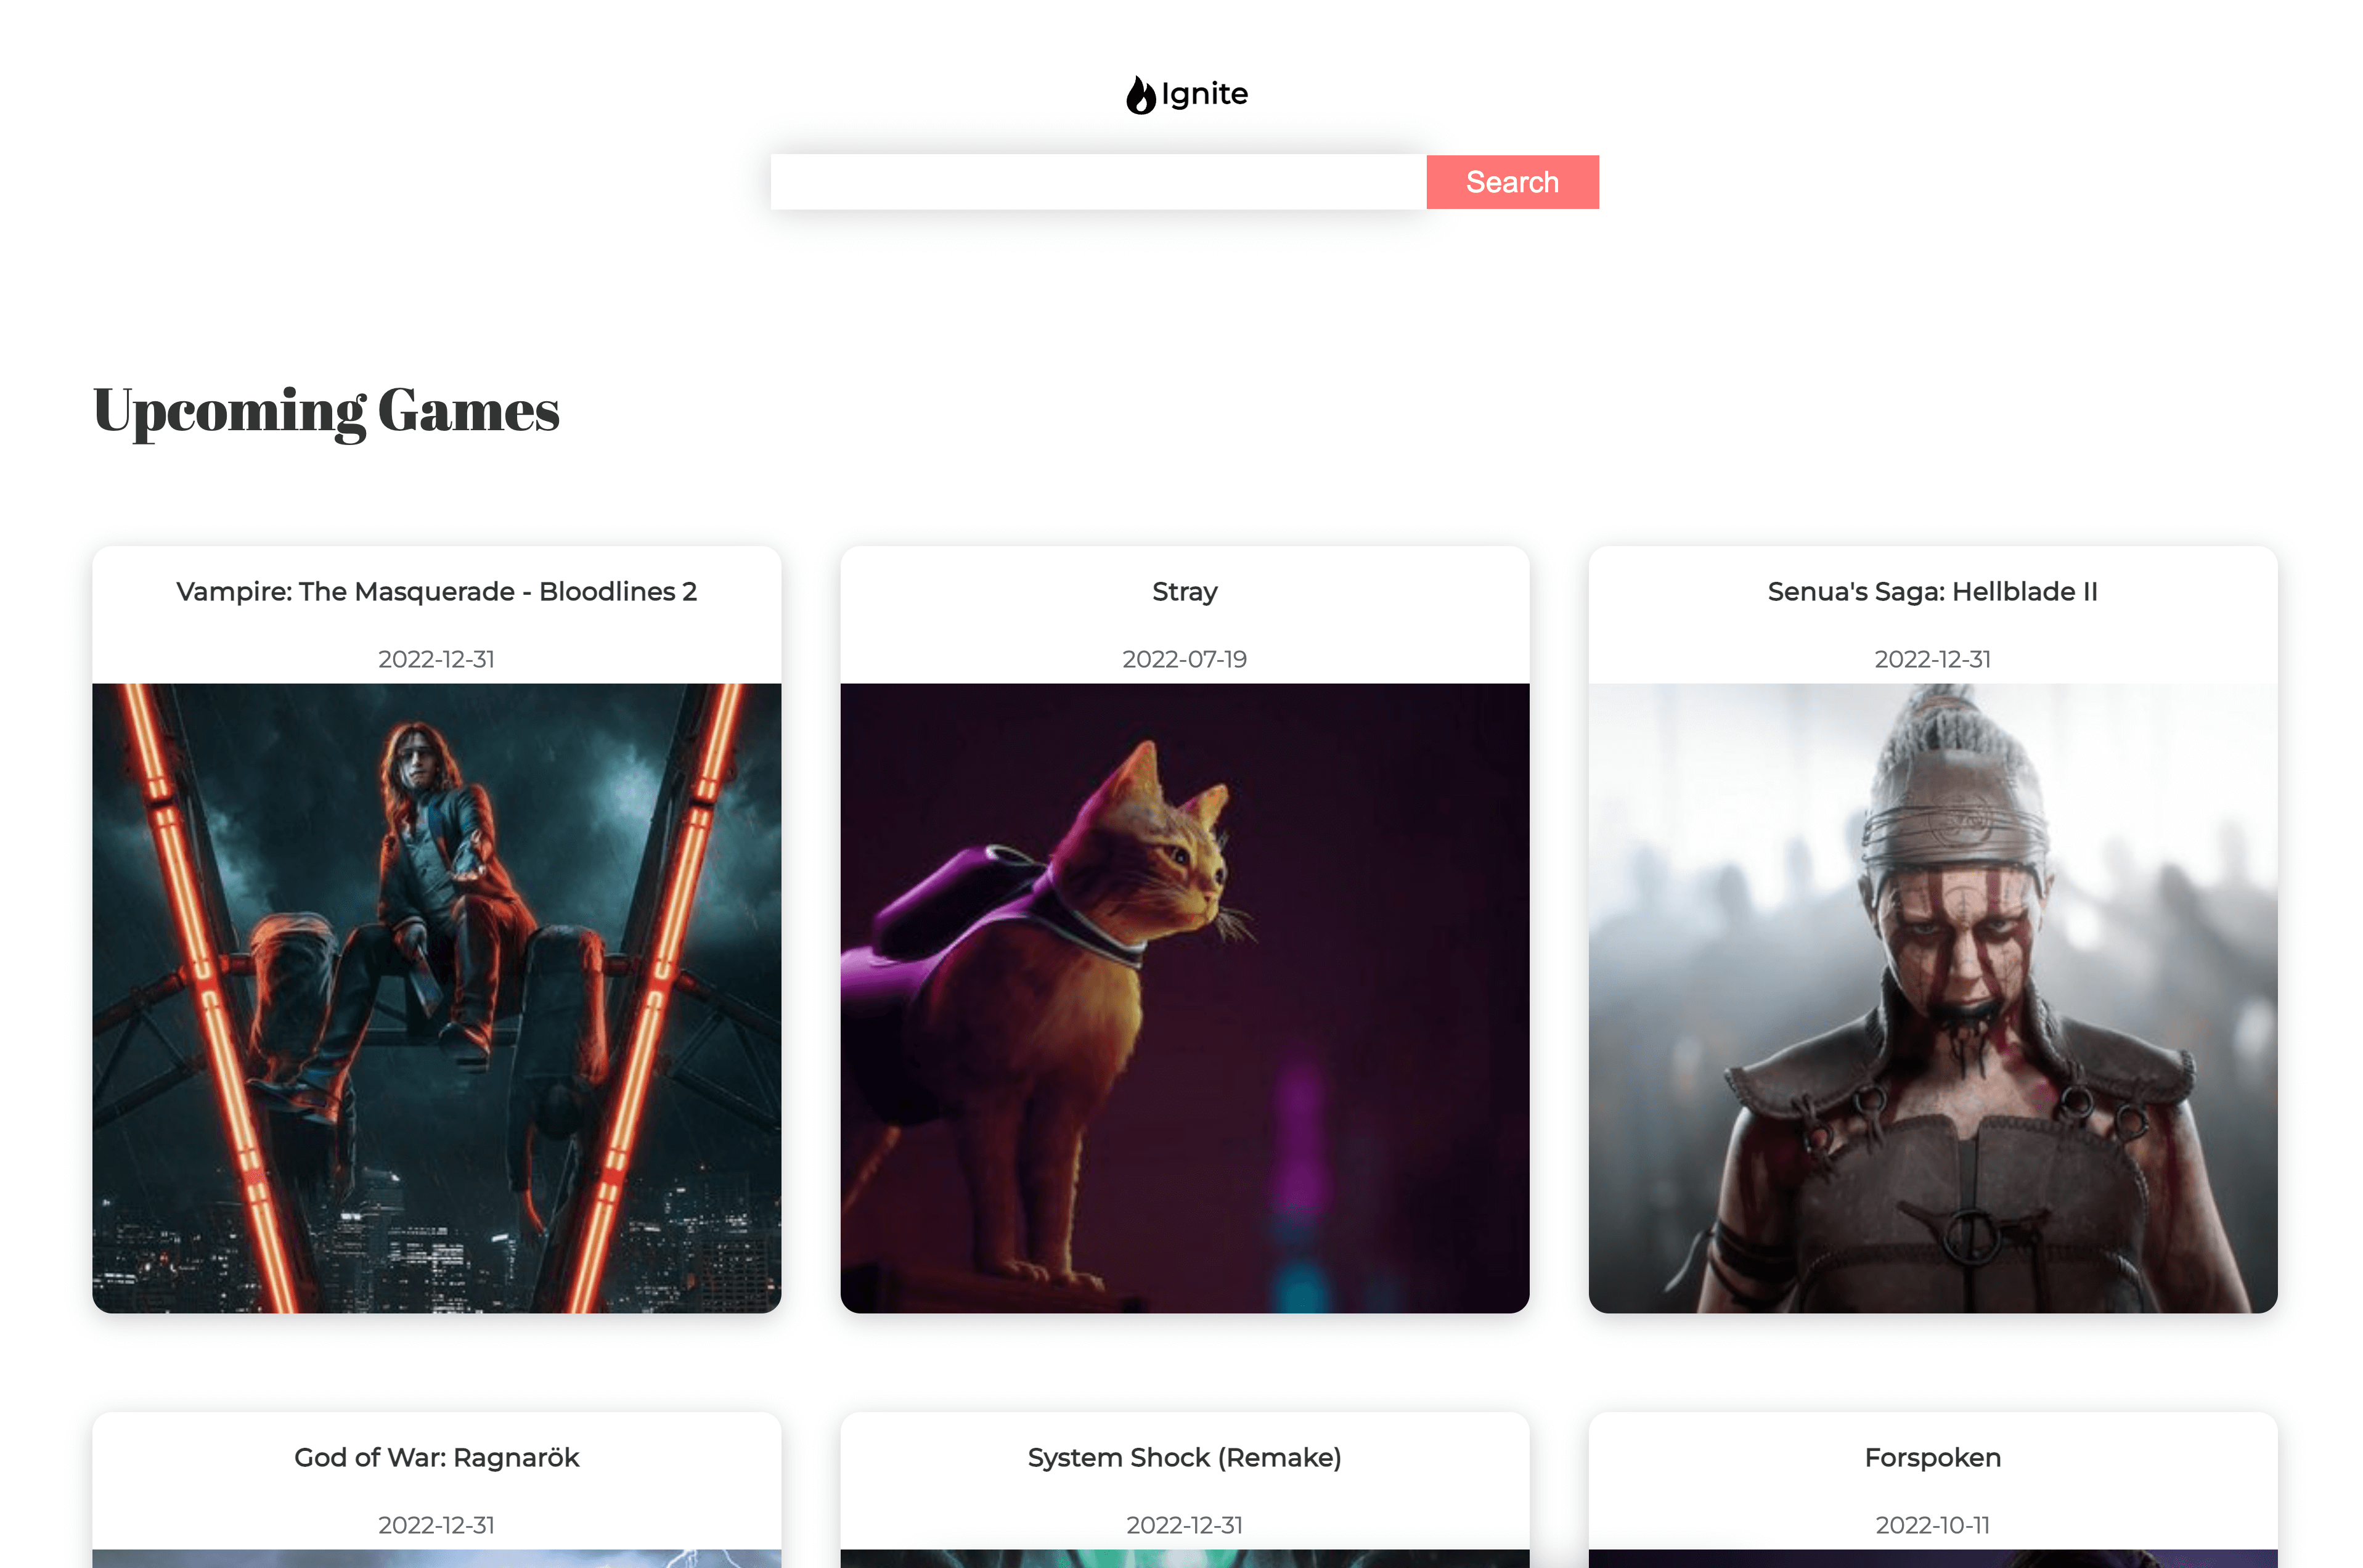 Ignite
Search
Upcoming Games
Vampire: The Masquerade - Bloodlines 2
2022-12-31
Stray
2022-07-19
Senua's Saga: Hellblade II
2022-12-31
God of War: Ragnarök
2022-12-31
System Shock (Remake)
2022-12-31
Forspoken
2022-10-11